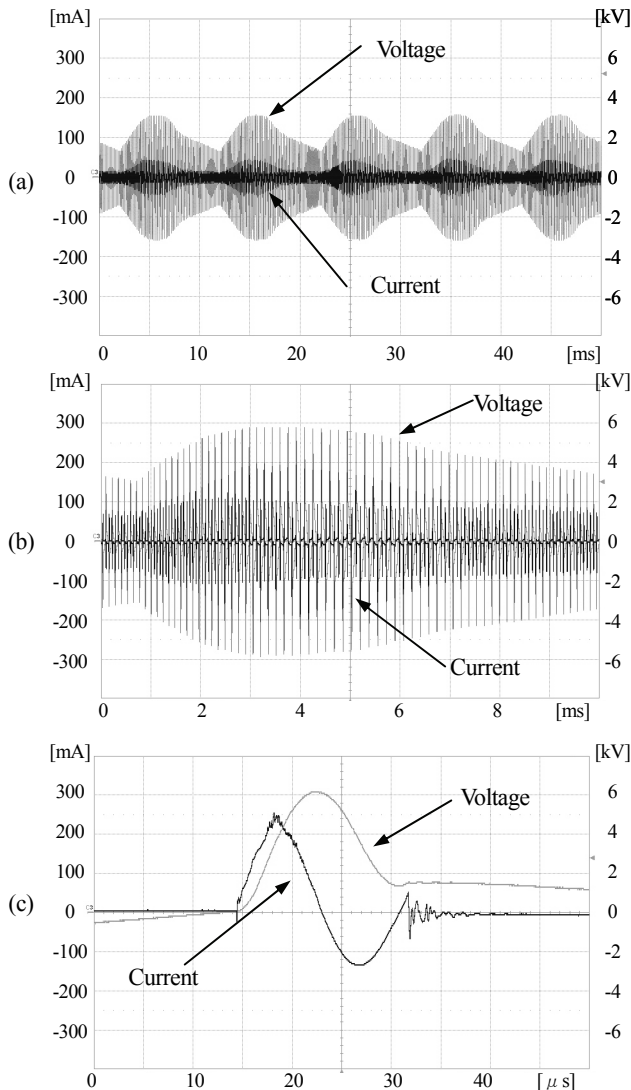 [mA] [kV]
300 6
Voltage
200 4
100 2
(a) 0 0
-100 -2
-200 -4
Current
-300 -6
0 10 20 30 40 [ms]
[mA] [kV]
300 6
Voltage
200 4
100 2
(b) 0 0
-100 -2
-200 -4
Current
-300 -6
0 2 4 6 8 [ms]
[mA] [kV]
300 6
Voltage
200 4
100 2
(c) 0 0
Current
-100 -2
-200 -4
-300 -6
0 10 20 30 40 [μs]